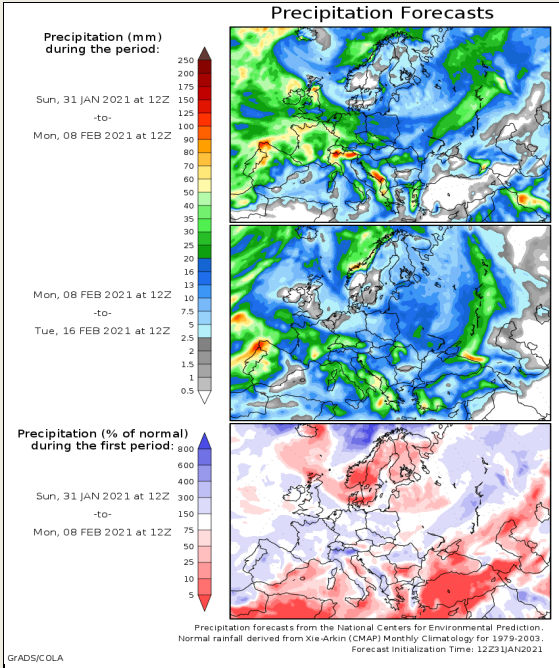 Precipitation Forecasts
Precipitation (mm)
during the period:
250
200
175
150
125
100
90
80
70
60
50
40
35
30
25
20
16
13
10
7.5
5
2.5
2
1.5
1
0.5
Sun, 31 JAN 2021 at 12Z
-to-
Mon, 08 FEB 2021 at 12Z
Mon, 08 FEB 2021 at 12Z
-to-
Tue, 16 FEB 2021 at 12Z
Precipitation (% of normal)
during the first period:
800
600
400
300
150
75
50
25
10
5
Sun, 31 JAN 2021 at 12Z
-to-
Mon, 08 FEB 2021 at 12Z
Precipitation forecasts from the National Centers for Environmental Prediction.
Normal rainfall derived from Xie-Arkin (CMAP) Monthly Climatology for 1979-2003.
Forecast Initialization Time: 12Z31JAN2021
GrADS/COLA